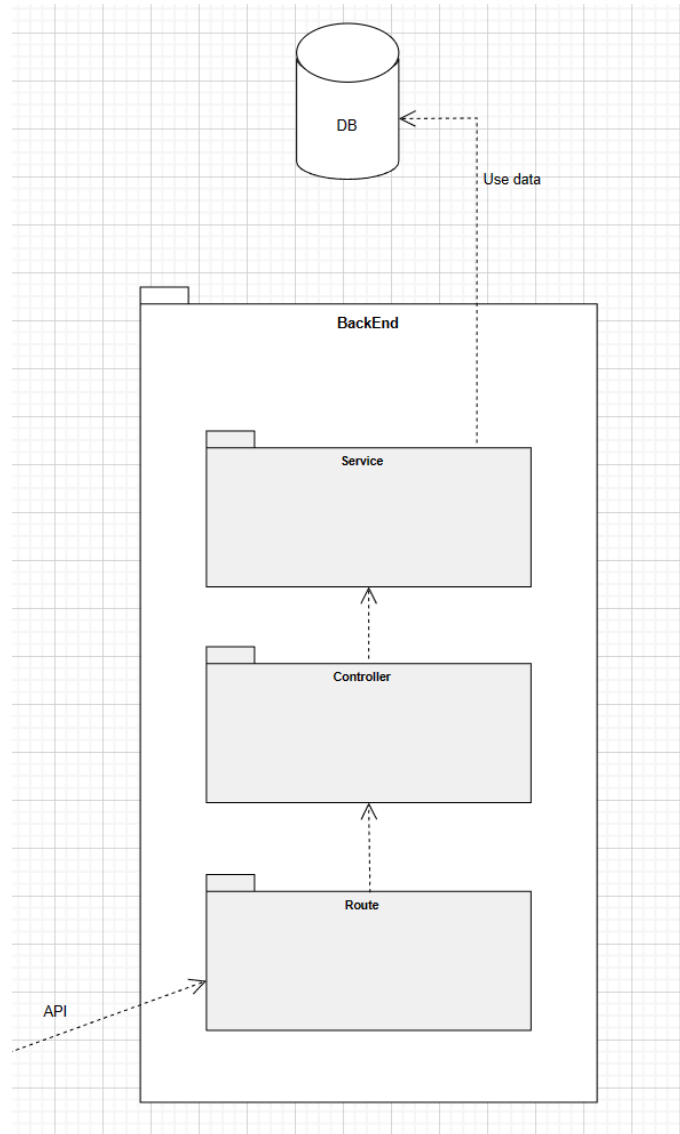 DB
Use data
BackEnd
Service
Controller
Route
API